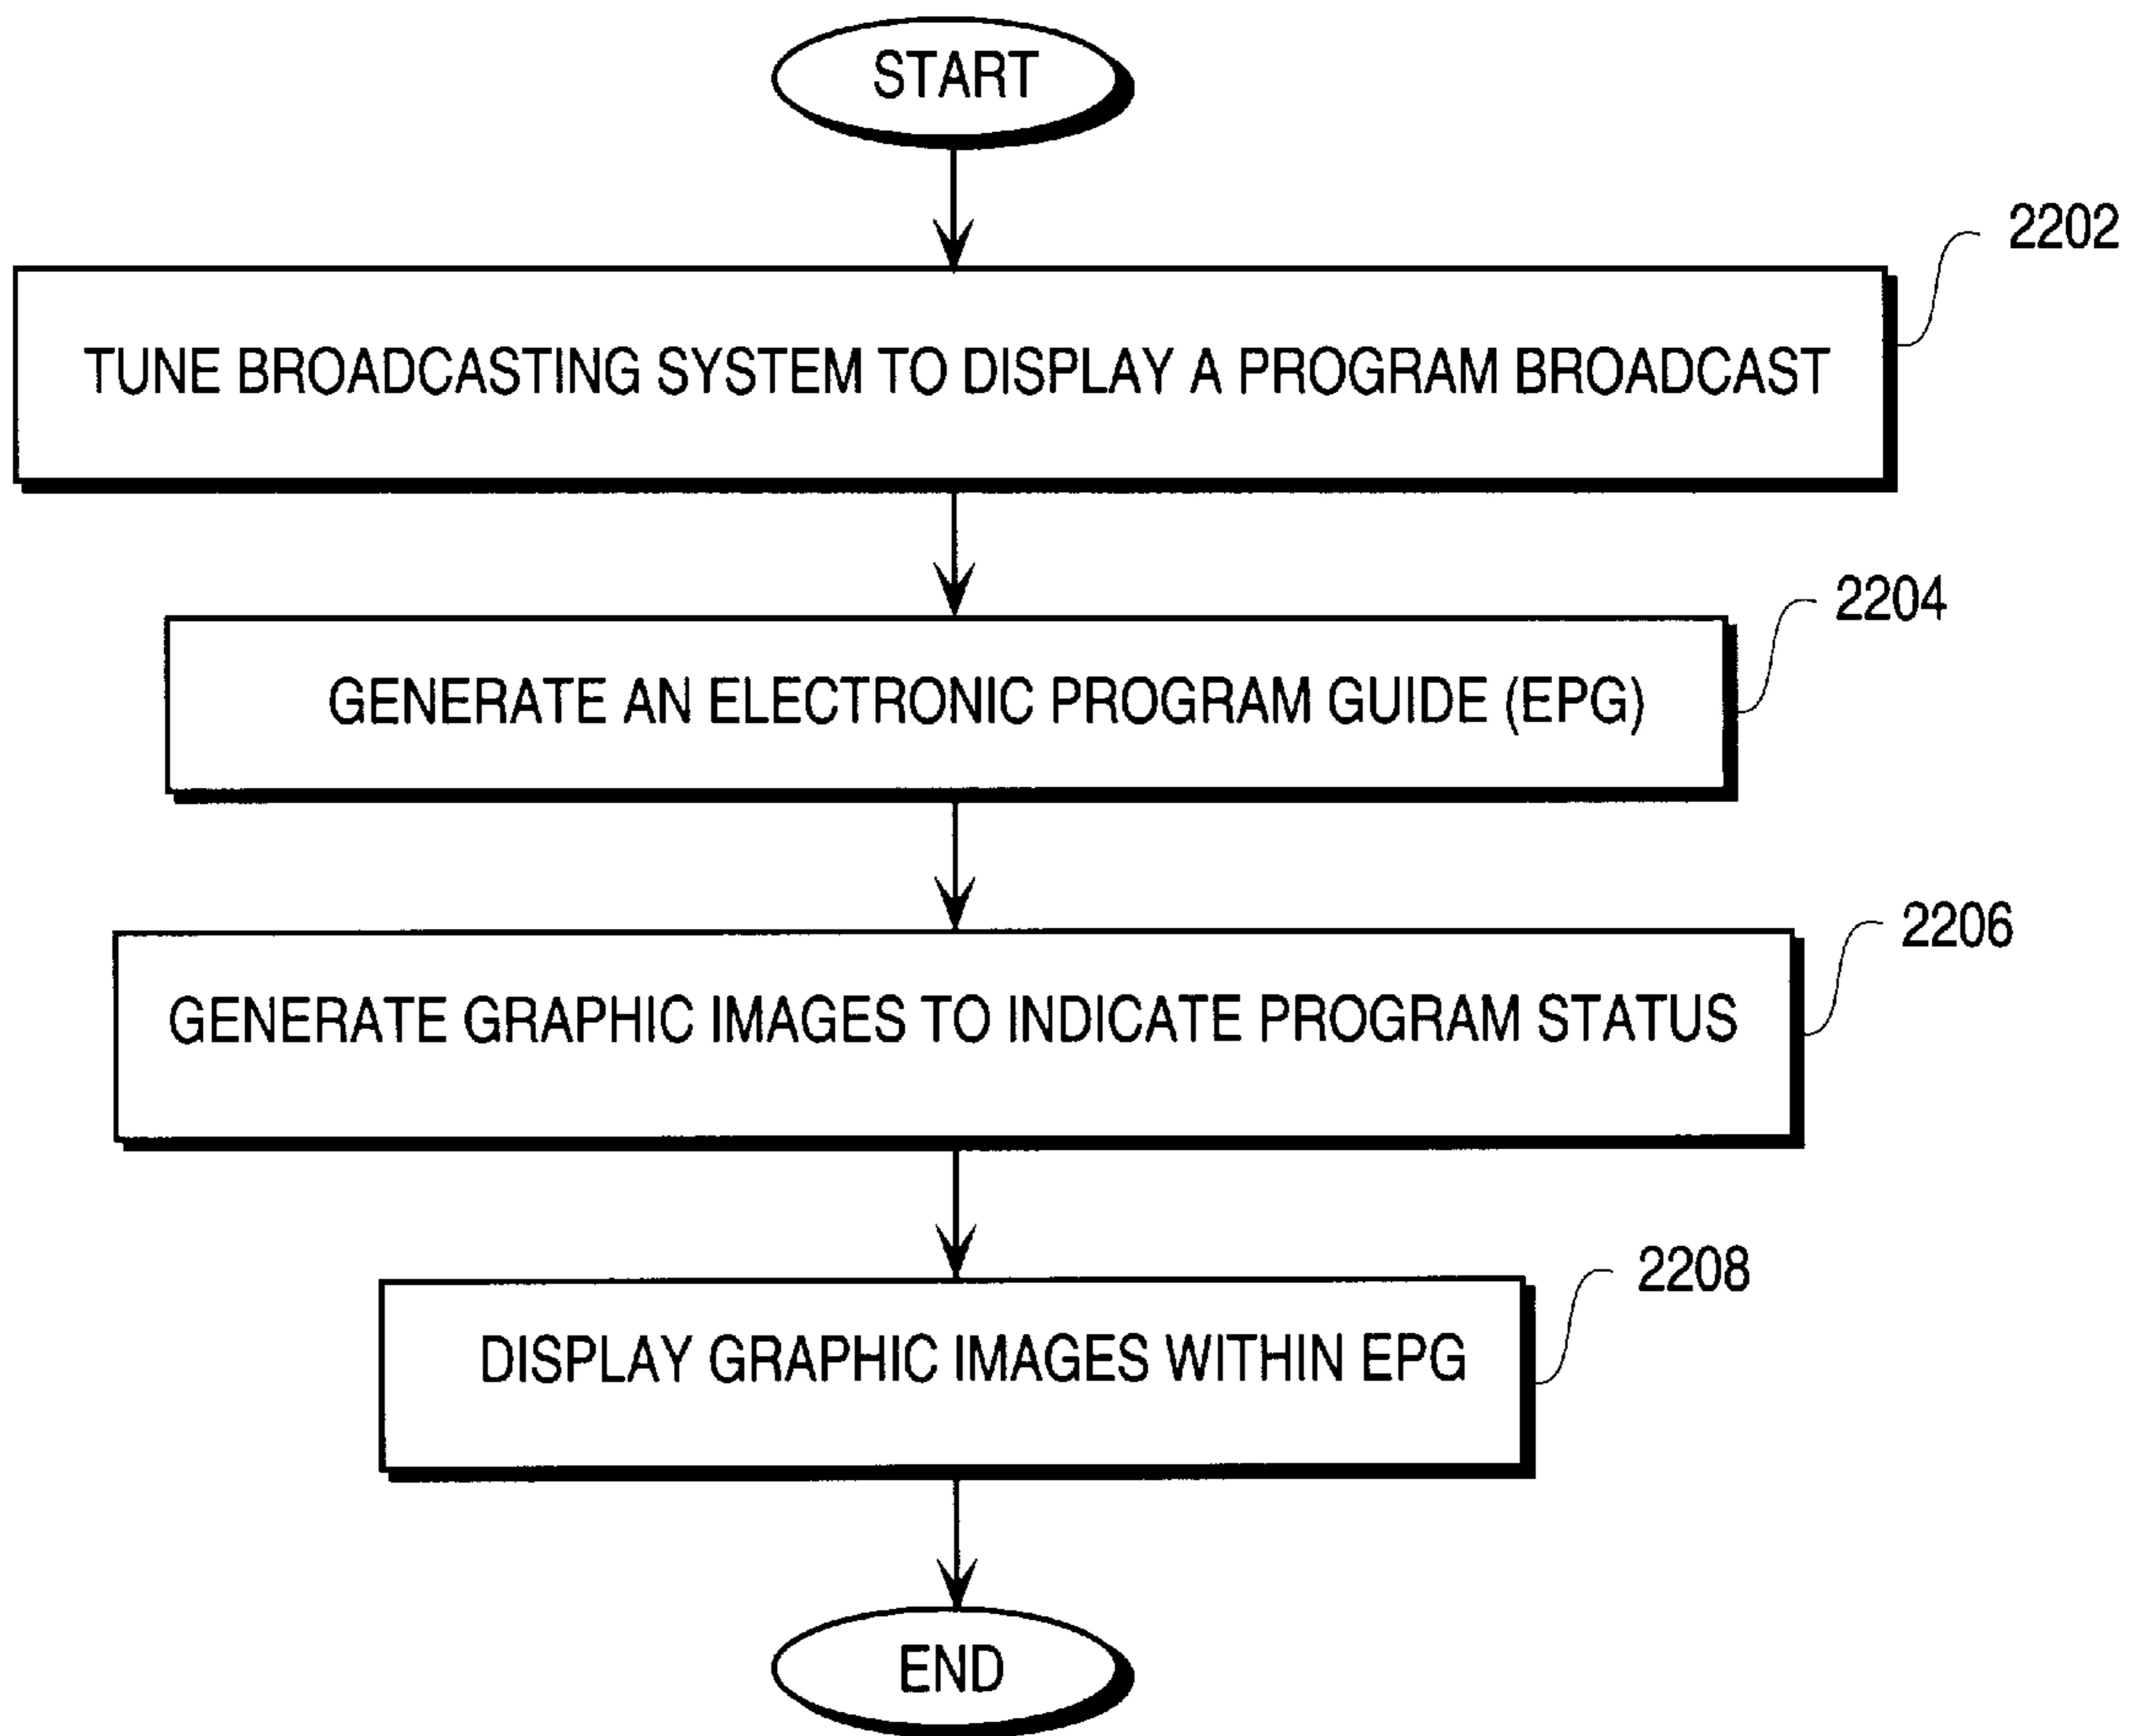 START
2202
TUNE BROADCASTING SYSTEM TO DISPLAY A PROGRAM BROADCAST
2204
GENERATE AN ELECTRONIC PROGRAM GUIDE (EPG)
2206
GENERATE GRAPHIC IMAGES TO INDICATE PROGRAM STATUS
2208
DISPLAY GRAPHIC IMAGES WITHIN EPG
END